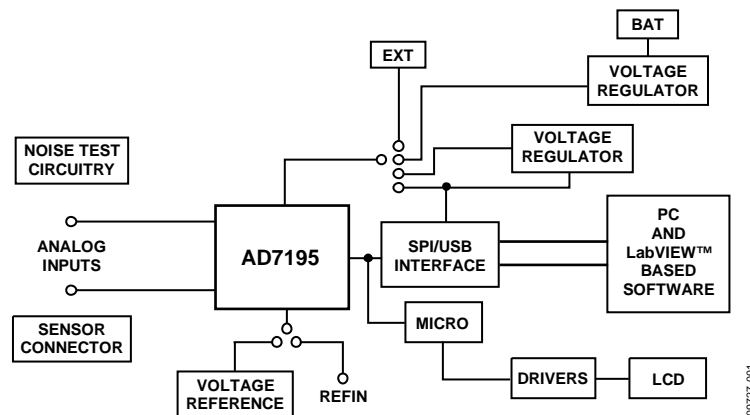 BAT
EXT
VOLTAGE
REGULATOR
NOISE TEST
CIRCUITRY
VOLTAGE
REGULATOR
ANALOG
INPUTS
AD7195
SPI/USB
INTERFACE
PC
AND
LabVIEW™
BASED
SOFTWARE
SENSOR
CONNECTOR
MICRO
VOLTAGE
REFERENCE
REFIN
DRIVERS
LCD